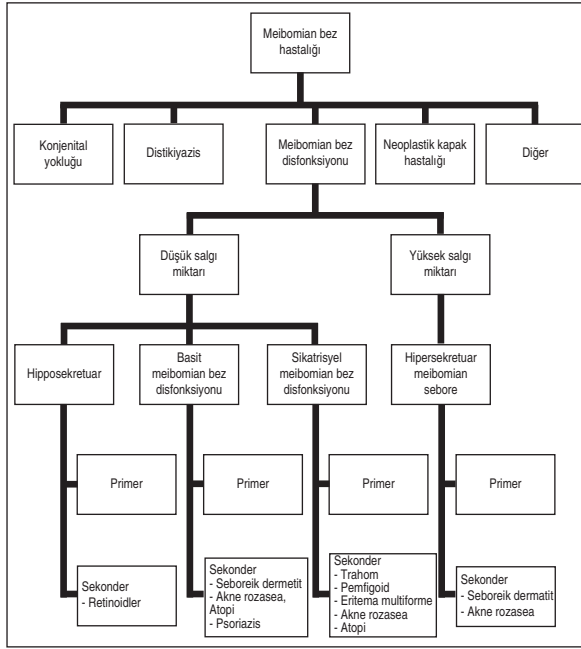 Meibomian bez
hastalığı
Konjenital
yokluğu
Distikiyazis
Meibomian bez
disfonksiyonu
Neoplastik kapak
hastalığı
Diğer
Düşük salgı
miktarı
Yüksek salgı
miktarı
Hipposekretuar
Basit
meibomian bez
disfonksiyonu
Sikatrisyel
meibomian bez
disfonksiyonu
Hipersekretuar
meibomian
sebore
Primer
Primer
Primer
Primer
Sekonder
- Retinoidler
Sekonder
- Seboreik dermetit
- Akne rozasea,
Atopi
- Psoriazis
Sekonder
- Trahom
- Pemfigoid
- Eritema multiforme
- Akne rozasea
- Atopi
Sekonder
- Seboreik dermatit
- Akne rozasea